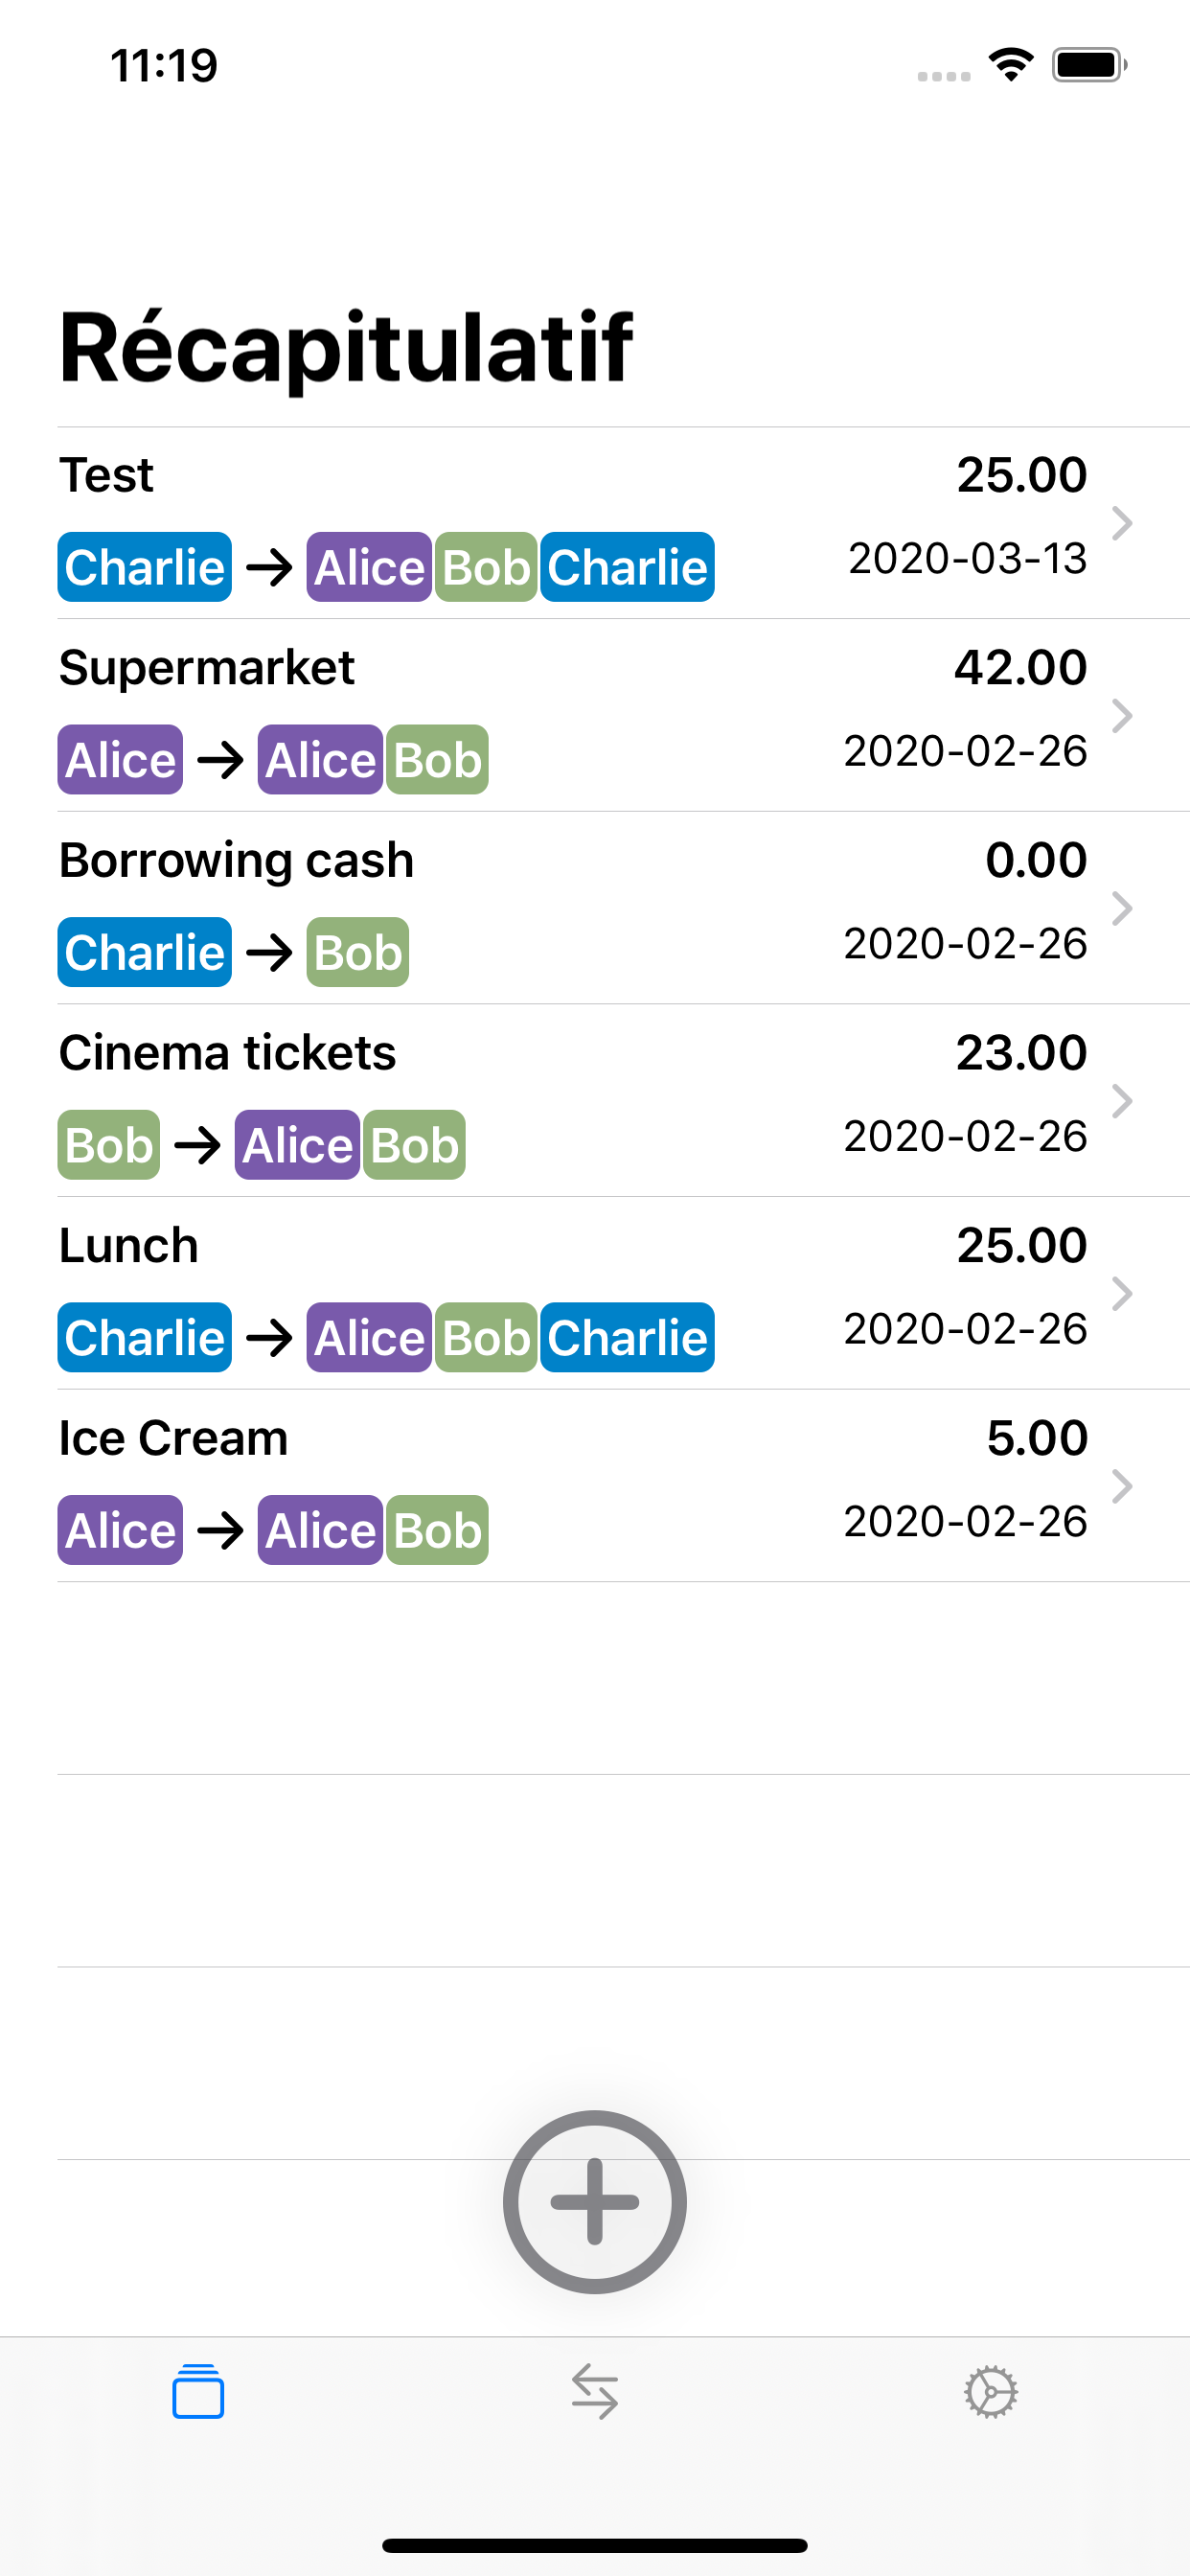 11:19
Récapitulatif
Test 25.00
Charlie → Alice Bob Charlie 2020-03-13
Supermarket 42.00
Alice → Alice Bob 2020-02-26
Borrowing cash 0.00
Charlie → Bob 2020-02-26
Cinema tickets 23.00
Bob → Alice Bob 2020-02-26
Lunch 25.00
Charlie → Alice Bob Charlie 2020-02-26
Ice Cream 5.00
Alice → Alice Bob 2020-02-26